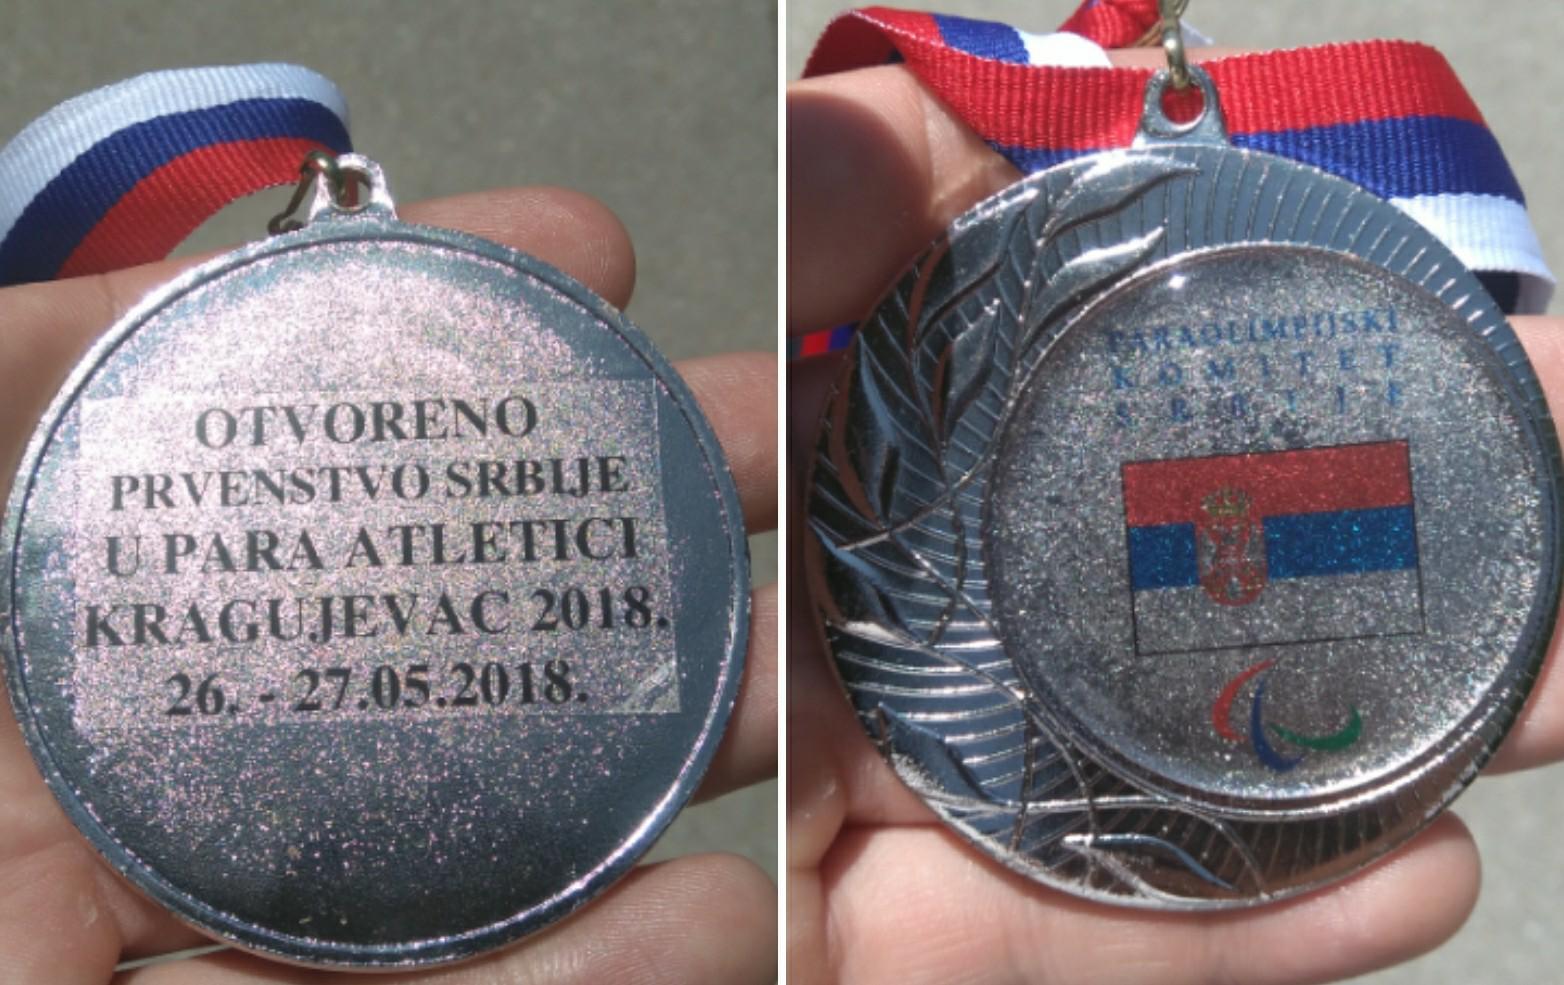 OTVORENO
PRVENSTVO SRBIJE
U PARA ATLETICI
KRAGUJEVAC 2018.
26. - 27.05.2018.
PARAOLIMPIJSKI
KOMITET
SRBIJE